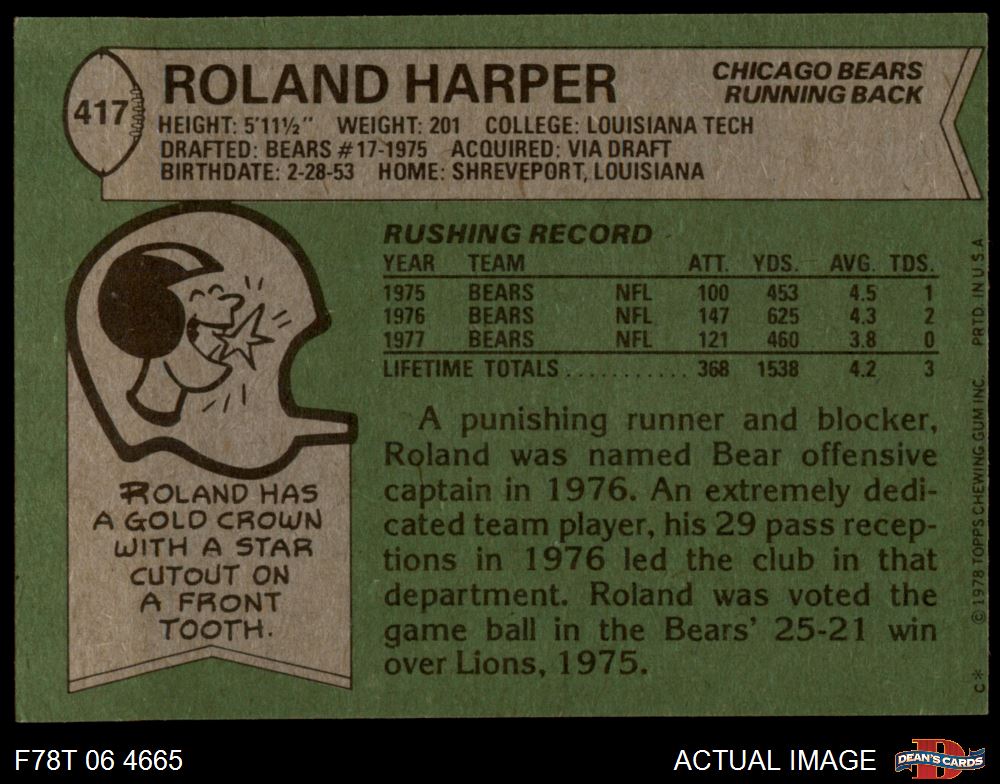 417
ROLAND HARPER
CHICAGO BEARS
RUNNING BACK
HEIGHT: 5'11½" WEIGHT: 201 COLLEGE: LOUISIANA TECH
DRAFTED: BEARS #17-1975 ACQUIRED: VIA DRAFT
BIRTHDATE: 2-28-53 HOME: SHREVEPORT, LOUISIANA
RUSHING RECORD
YEAR TEAM ATT. YDS. AVG. TDS.
1975 BEARS NFL 100 453 4.5 1
1976 BEARS NFL 147 625 4.3 2
1977 BEARS NFL 121 460 3.8 0
LIFETIME TOTALS........... 368 1538 4.2 3
A punishing runner and blocker,
Roland was named Bear offensive
captain in 1976. An extremely dedi-
cated team player, his 29 pass recep-
tions in 1976 led the club in that
department. Roland was voted the
game ball in the Bears' 25-21 win
over Lions, 1975.
ROLAND HAS
A GOLD CROWN
WITH A STAR
CUTOUT ON
A FRONT
TOOTH.
C* © 1978 TOPPS CHEWING GUM INC. PRTD. IN U.S.A
F78T 06 4665
ACTUAL IMAGE
D
DEAN'S CARDS